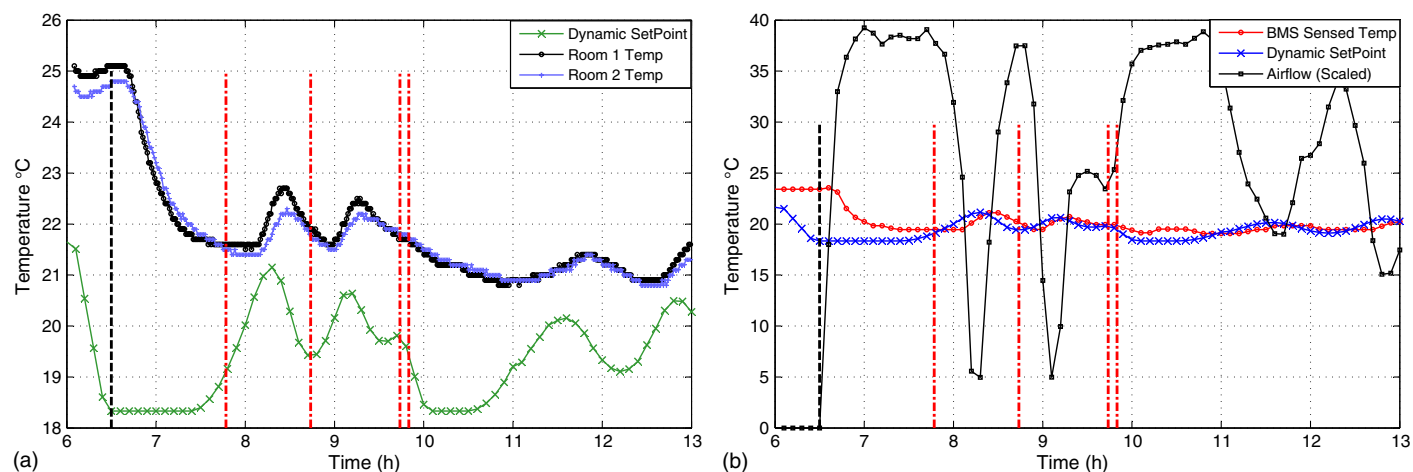 26
25
24
23
22
21
20
19
18
Temperature °C
6
7
8
9
10
11
12
13
Time (h)
(a)
Dynamic SetPoint
Room 1 Temp
Room 2 Temp
40
35
30
25
20
15
10
5
0
Temperature °C
6
7
8
9
10
11
12
13
Time (h)
(b)
BMS Sensed Temp
Dynamic SetPoint
Airflow (Scaled)